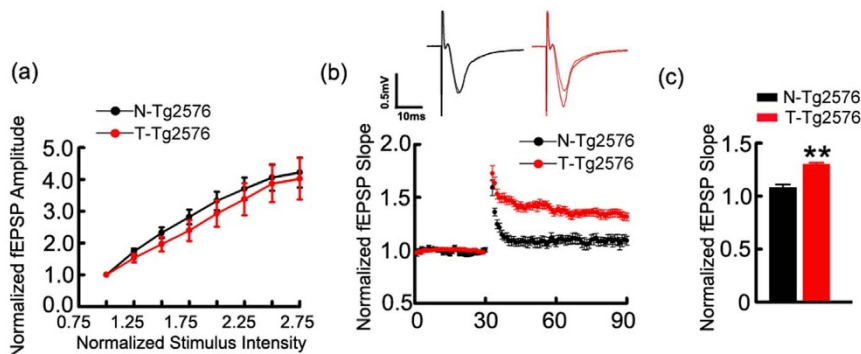 (a)
N-Tg2576
T-Tg2576
Normalized fEPSP Amplitude
5.0
4.0
3.0
2.0
1.0
0.0
0.75 1.25 1.75 2.25 2.75
Normalized Stimulus Intensity
(b)
0.5mV
10ms
N-Tg2576
T-Tg2576
Normalized fEPSP Slope
2.0
1.5
1.0
0.5
0 30 60 90
(c)
N-Tg2576
T-Tg2576
Normalized fEPSP Slope
1.5
**
1.0
0.5
0